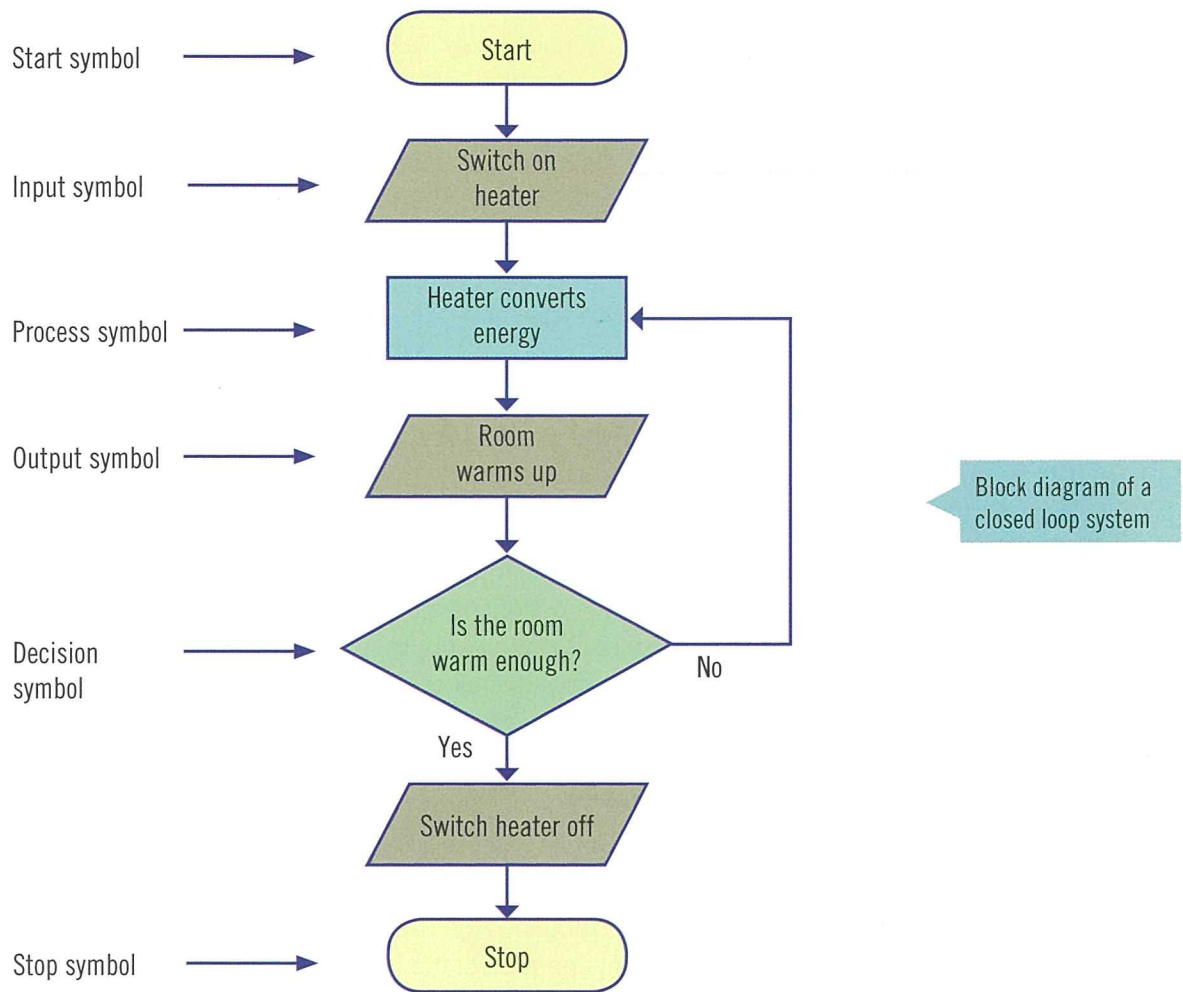 Start symbol
Start
Input symbol
Switch on
heater
Process symbol
Heater converts
energy
Output symbol
Room
warms up
Block diagram of a
closed loop system
Decision
symbol
Is the room
warm enough?
No
Yes
Switch heater off
Stop symbol
Stop